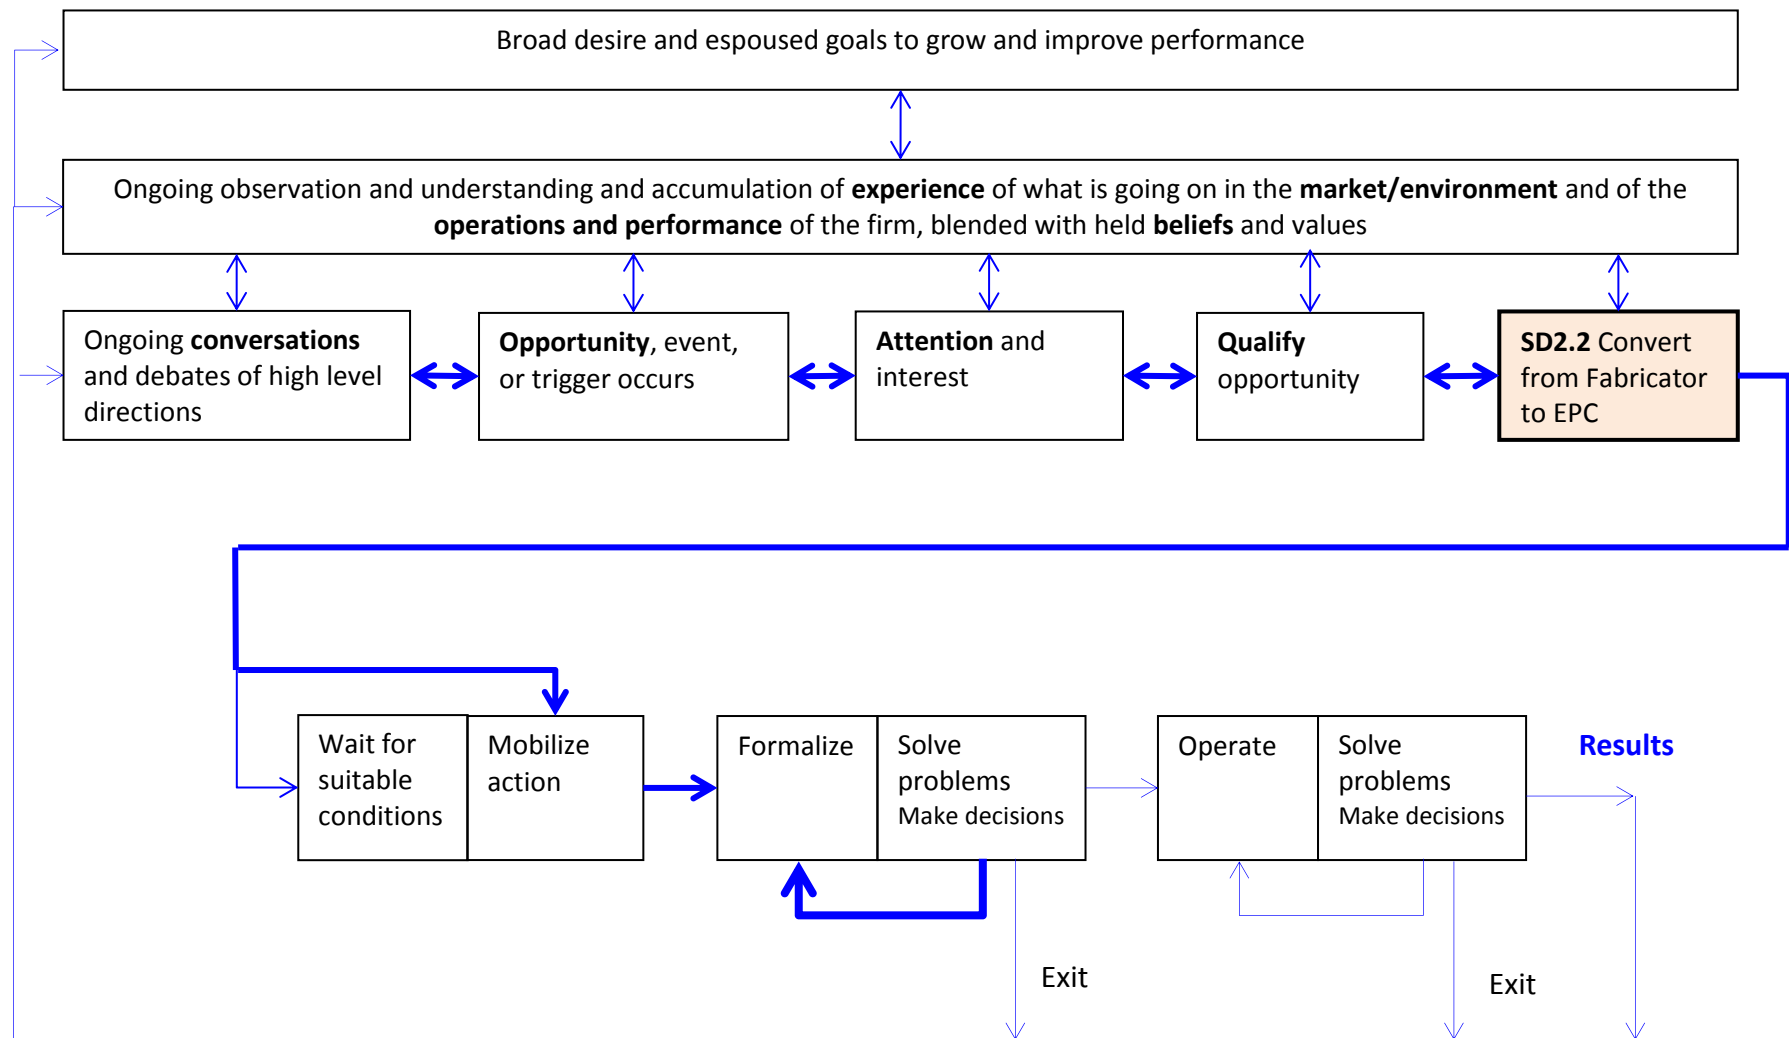 Broad desire and espoused goals to grow and improve performance
Ongoing observation and understanding and accumulation of experience of what is going on in the market/environment and of the
operations and performance of the firm, blended with held beliefs and values
Ongoing conversations
and debates of high level
directions
Opportunity, event,
or trigger occurs
Attention and
interest
Qualify
opportunity
SD2.2 Convert
from Fabricator
to EPC
Wait for
suitable
conditions
Mobilize
action
Formalize
Solve
problems
Make decisions
Operate
Solve
problems
Make decisions
Results
Exit
Exit